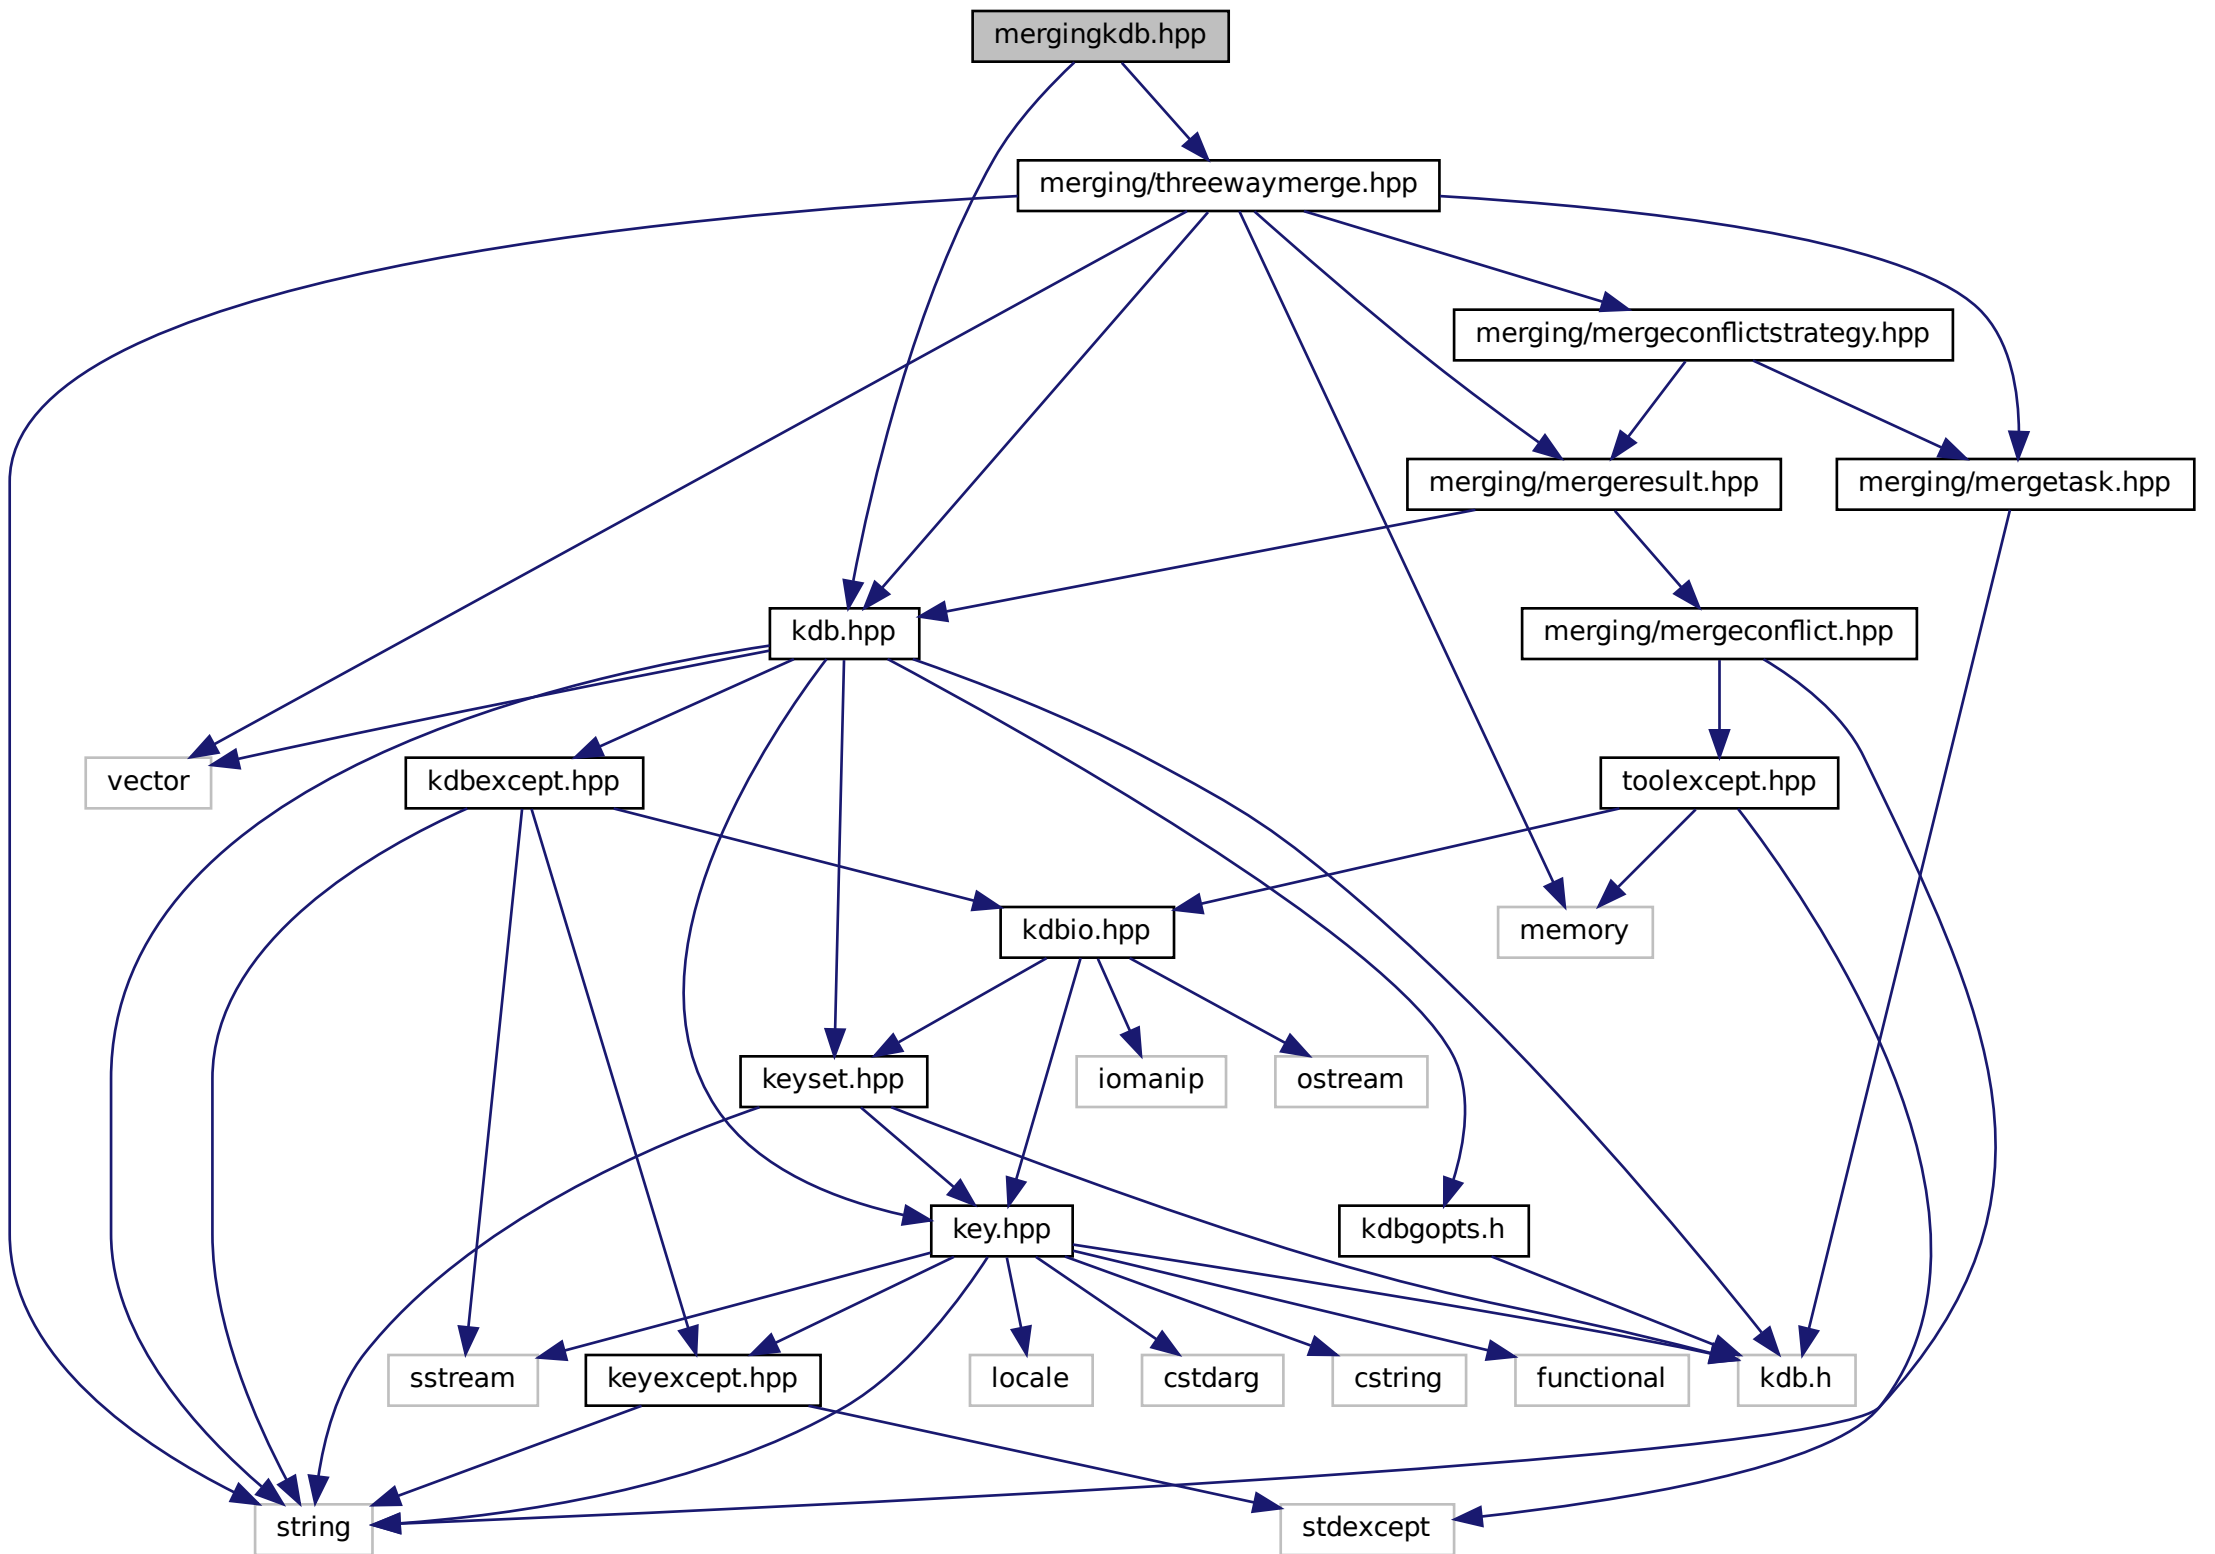 mergingkdb.hpp
merging/threewaymerge.hpp
merging/mergeconflictstrategy.hpp
merging/mergeresult.hpp
merging/mergetask.hpp
kdb.hpp
merging/mergeconflict.hpp
vector
kdbexcept.hpp
toolexcept.hpp
kdbio.hpp
memory
keyset.hpp
iomanip
ostream
key.hpp
kdbgopts.h
sstream
keyexcept.hpp
locale
cstdarg
cstring
functional
kdb.h
string
stdexcept